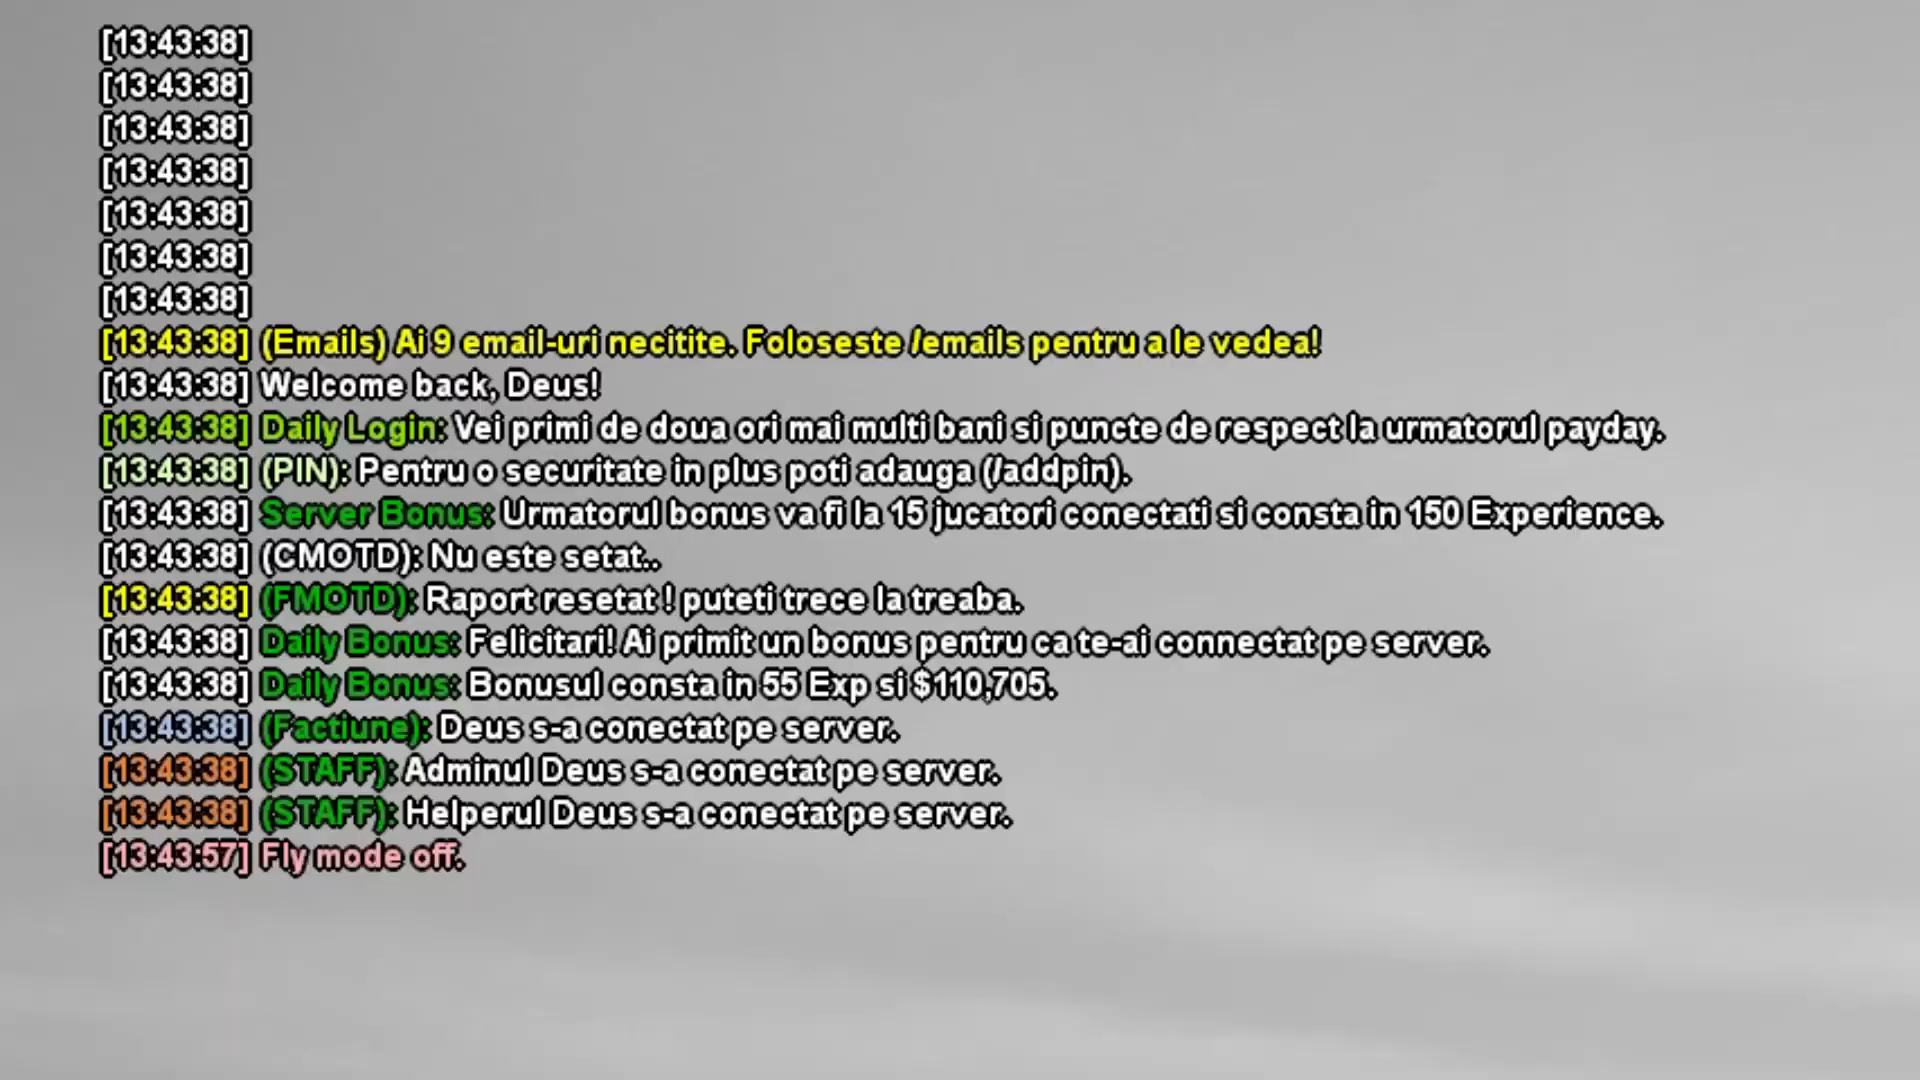 [13:43:38]
[13:43:38]
[13:43:38]
[13:43:38]
[13:43:38]
[13:43:38]
[13:43:38]
[13:43:38] (Emails) Ai 9 email-uri necitite. Foloseste /emails pentru a le vedea!
[13:43:38] Welcome back, Deus!
[13:43:38] Daily Login: Vei primi de doua ori mai multi bani si puncte de respect la urmatorul payday.
[13:43:38] (PIN): Pentru o securitate in plus poti adauga (/addpin).
[13:43:38] Server Bonus: Urmatorul bonus va fi la 15 jucatori conectati si consta in 150 Experience.
[13:43:38] (CMOTD): Nu este setat..
[13:43:38] (FMOTD): Raport resetat ! puteti trece la treaba.
[13:43:38] Daily Bonus: Felicitari! Ai primit un bonus pentru ca te-ai connectat pe server.
[13:43:38] Daily Bonus: Bonusul consta in 55 Exp si $110,705.
[13:43:38] (Factiune): Deus s-a conectat pe server.
[13:43:38] (STAFF): Adminul Deus s-a conectat pe server.
[13:43:38] (STAFF): Helperul Deus s-a conectat pe server.
[13:43:57] Fly mode off.